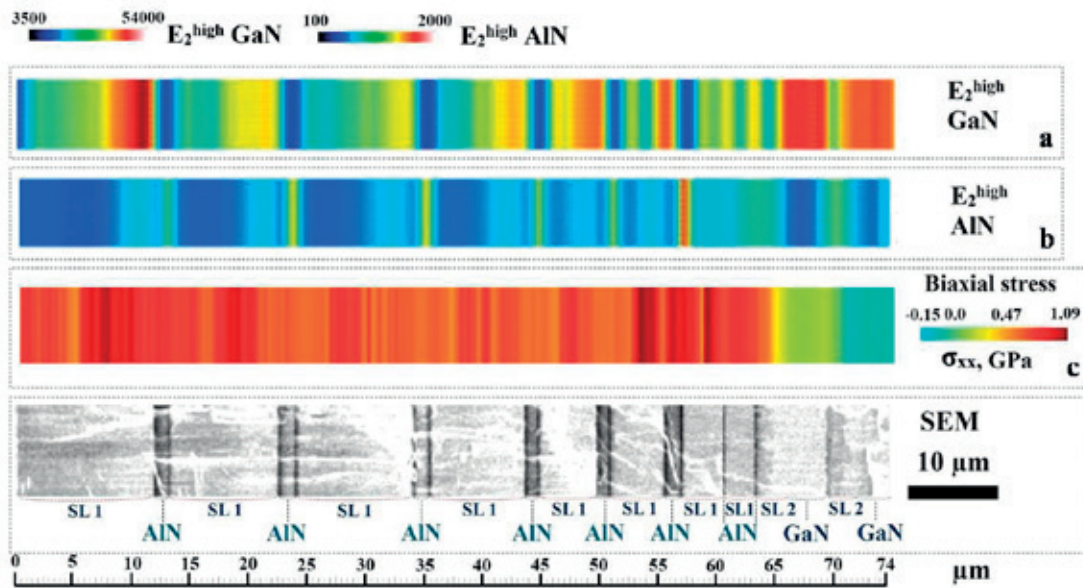 3500 54000 E₂ʰⁱᵍʰ GaN 100 2000 E₂ʰⁱᵍʰ AlN
E₂ʰⁱᵍʰ
GaN
a
E₂ʰⁱᵍʰ
AlN
b
Biaxial stress
-0.15 0.0 0.47 1.09
σxx, GPa
c
SEM
10 μm
SL 1 SL 1 SL 1 SL 1 SL 1 SL 1 SL 1 SL1 SL 2 SL 2
AlN AlN AlN AlN AlN AlN AlN GaN GaN
0 5 10 15 20 25 30 35 40 45 50 55 60 65 70 74
μm